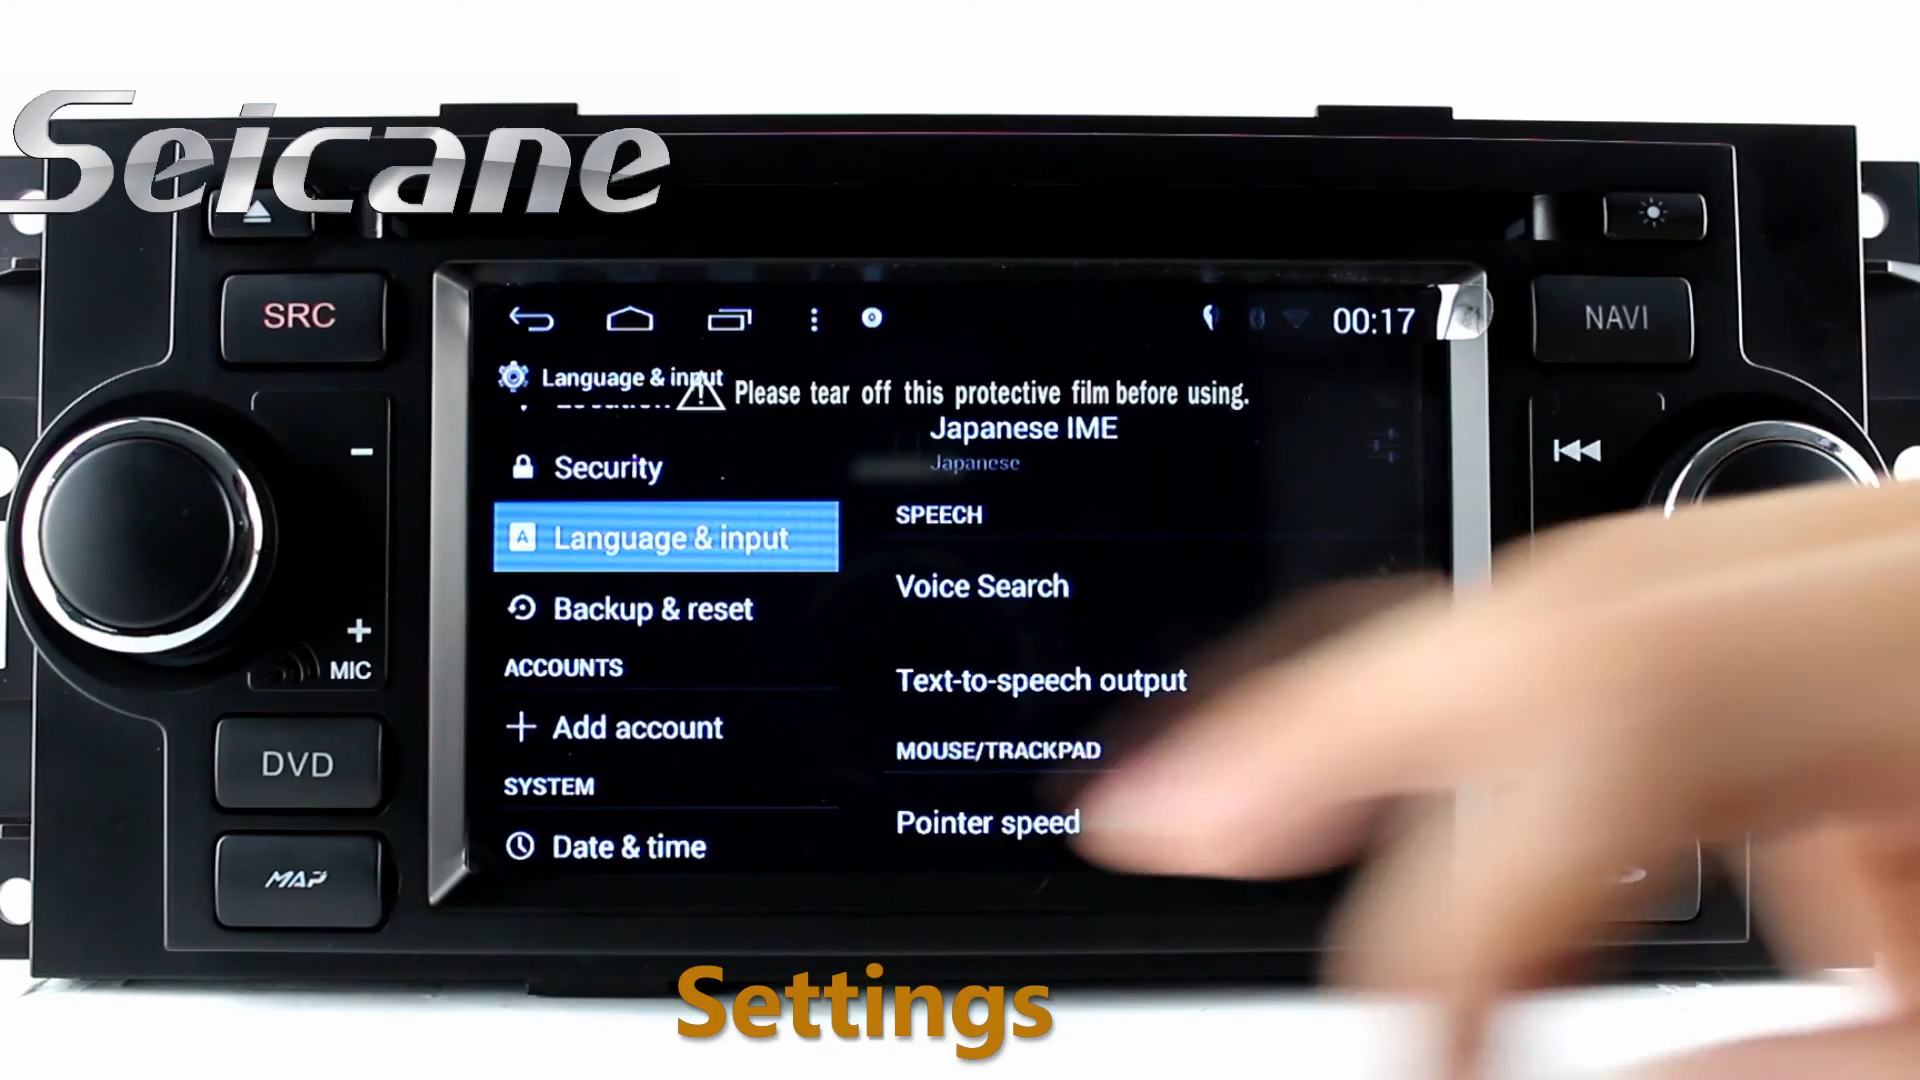 Seicane
SRC
NAVI
00:17
Language & input
Please tear off this protective film before using.
Japanese IME
Japanese
Security
SPEECH
Language & input
Voice Search
Backup & reset
MIC
ACCOUNTS
Text-to-speech output
Add account
MOUSE/TRACKPAD
DVD
SYSTEM
Pointer speed
Date & time
MAP
Settings